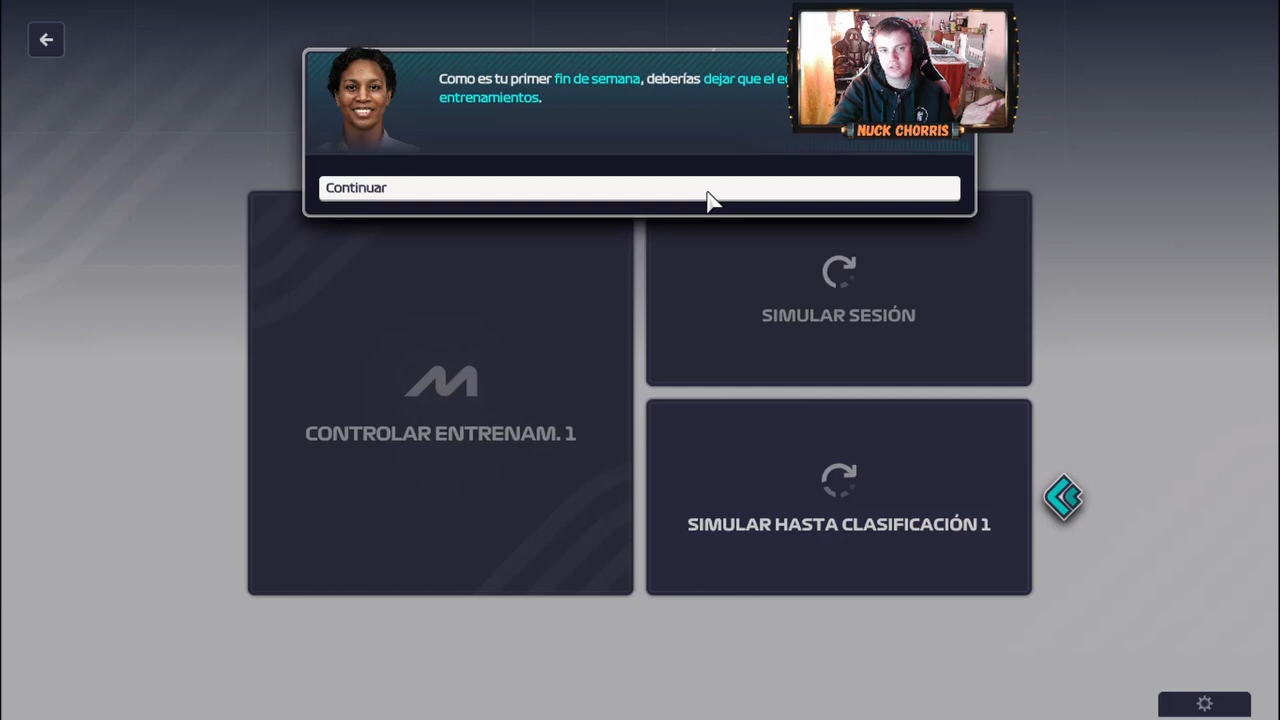 Como es tu primer fin de semana, deberías dejar que el
entrenamientos.
NUCK CHORRIS
Continuar
SIMULAR SESIÓN
CONTROLAR ENTRENAM. 1
SIMULAR HASTA CLASIFICACIÓN 1